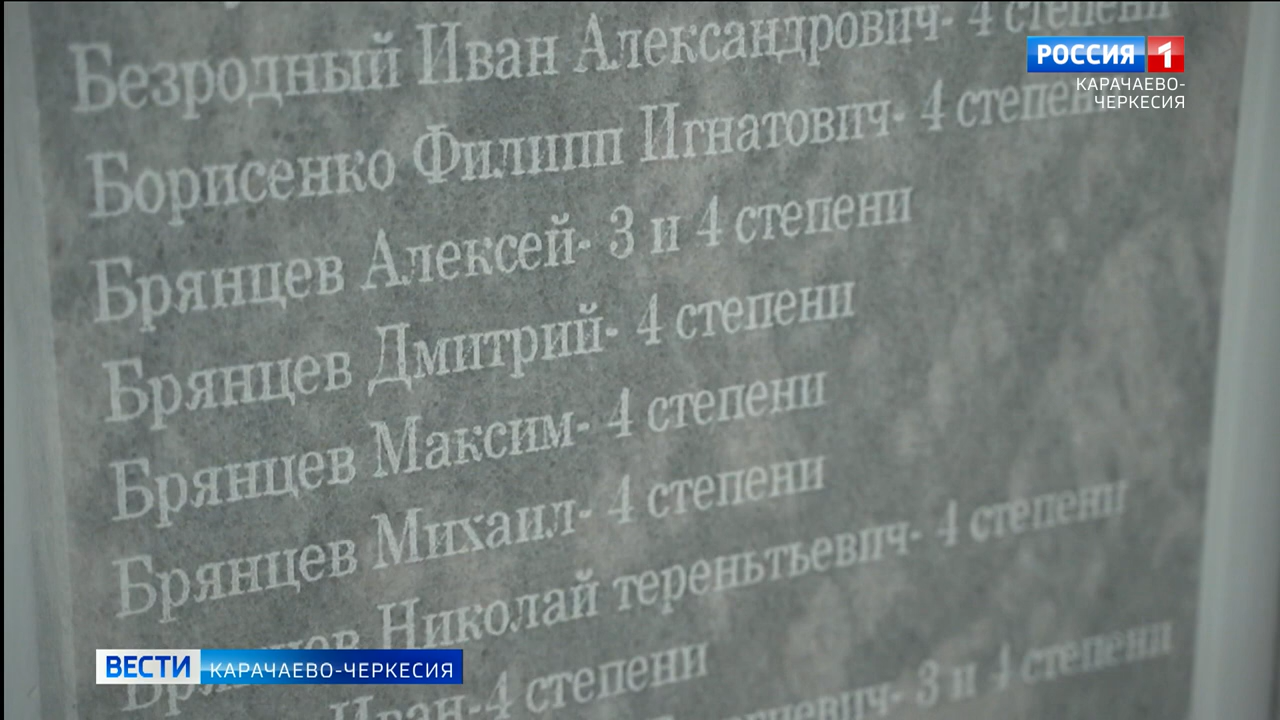 Безродный Иван Александрович- 4 степени
РОССИЯ 1
КАРАЧАЕВО-
ЧЕРКЕСИЯ
Борисенко Филипп Игнатович- 4 степени
Брянцев Алексей- 3 и 4 степени
Брянцев Дмитрий- 4 степени
Брянцев Максим- 4 степени
Брянцев Михаил- 4 степени
Брянцев Николай тереньтьевич- 4 степени
ВЕСТИ КАРАЧАЕВО-ЧЕРКЕСИЯ
Иван-4 степени
3 и 4 степени